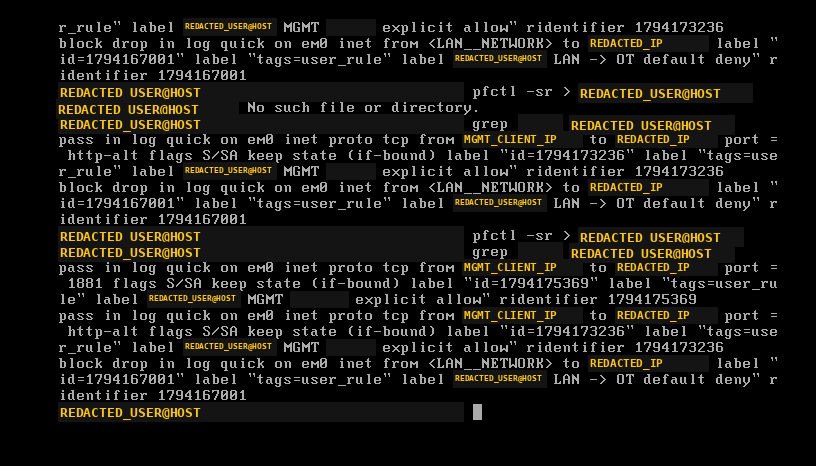 r_rule" label REDACTED_USER@HOST MGMT explicit allow" ridentifier 1794173236
block drop in log quick on em0 inet from <LAN__NETWORK> to REDACTED_IP label "
id=1794167001" label "tags=user_rule" label REDACTED_USER@HOST LAN -> OT default deny" r
identifier 1794167001
REDACTED USER@HOST pfctl -sr > REDACTED_USER@HOST
REDACTED USER@HOST No such file or directory.
REDACTED_USER@HOST grep REDACTED_USER@HOST
pass in log quick on em0 inet proto tcp from MGMT_CLIENT_IP to REDACTED_IP port =
http-alt flags S/SA keep state (if-bound) label "id=1794173236" label "tags=use
r_rule" label REDACTED_USER@HOST MGMT explicit allow" ridentifier 1794173236
block drop in log quick on em0 inet from <LAN__NETWORK> to REDACTED_IP label "
id=1794167001" label "tags=user_rule" label REDACTED_USER@HOST LAN -> OT default deny" r
identifier 1794167001
REDACTED USER@HOST pfctl -sr > REDACTED USER@HOST
REDACTED_USER@HOST grep REDACTED_USER@HOST
pass in log quick on em0 inet proto tcp from MGMT_CLIENT_IP to REDACTED_IP port =
1881 flags S/SA keep state (if-bound) label "id=1794175369" label "tags=user_ru
le" label REDACTED_USER@HOST MGMT explicit allow" ridentifier 1794175369
pass in log quick on em0 inet proto tcp from MGMT_CLIENT_IP to REDACTED_IP port =
http-alt flags S/SA keep state (if-bound) label "id=1794173236" label "tags=use
r_rule" label REDACTED_USER@HOST MGMT explicit allow" ridentifier 1794173236
block drop in log quick on em0 inet from <LAN__NETWORK> to REDACTED_IP label "
id=1794167001" label "tags=user_rule" label REDACTED_USER@HOST LAN -> OT default deny" r
identifier 1794167001
REDACTED_USER@HOST